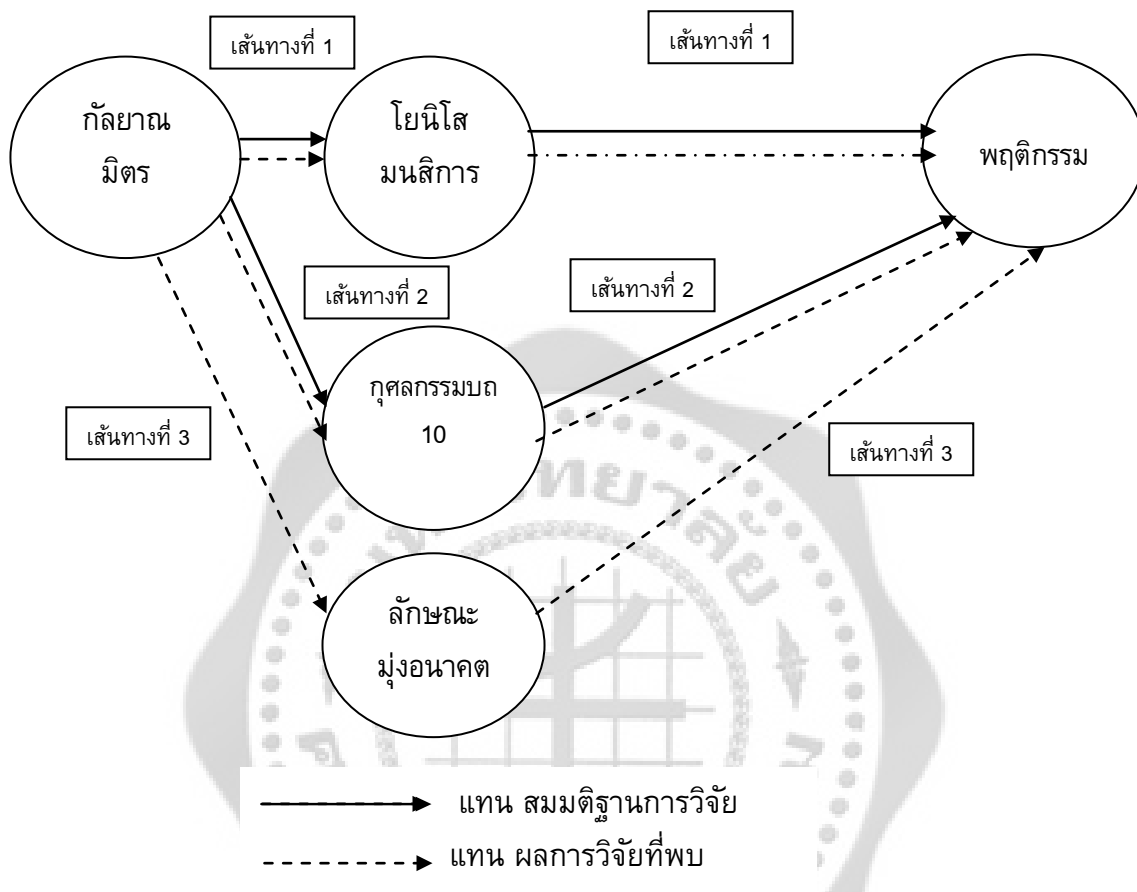 เส้นทางที่ 1
เส้นทางที่ 1
กัลยาณ
มิตร
โยนิโส
มนสิการ
พฤติกรรม
เส้นทางที่ 2
เส้นทางที่ 2
กุศลกรรมบถ
10
เส้นทางที่ 3
เส้นทางที่ 3
ลักษณะ
มุ่งอนาคต
แทน สมมติฐานการวิจัย
แทน ผลการวิจัยที่พบ